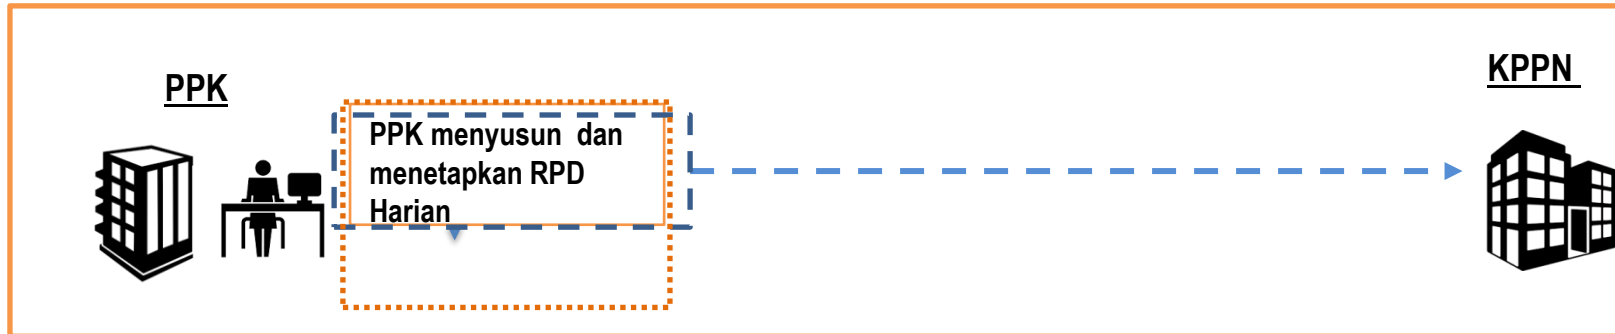 PPK
KPPN
PPK menyusun dan
menetapkan RPD
Harian